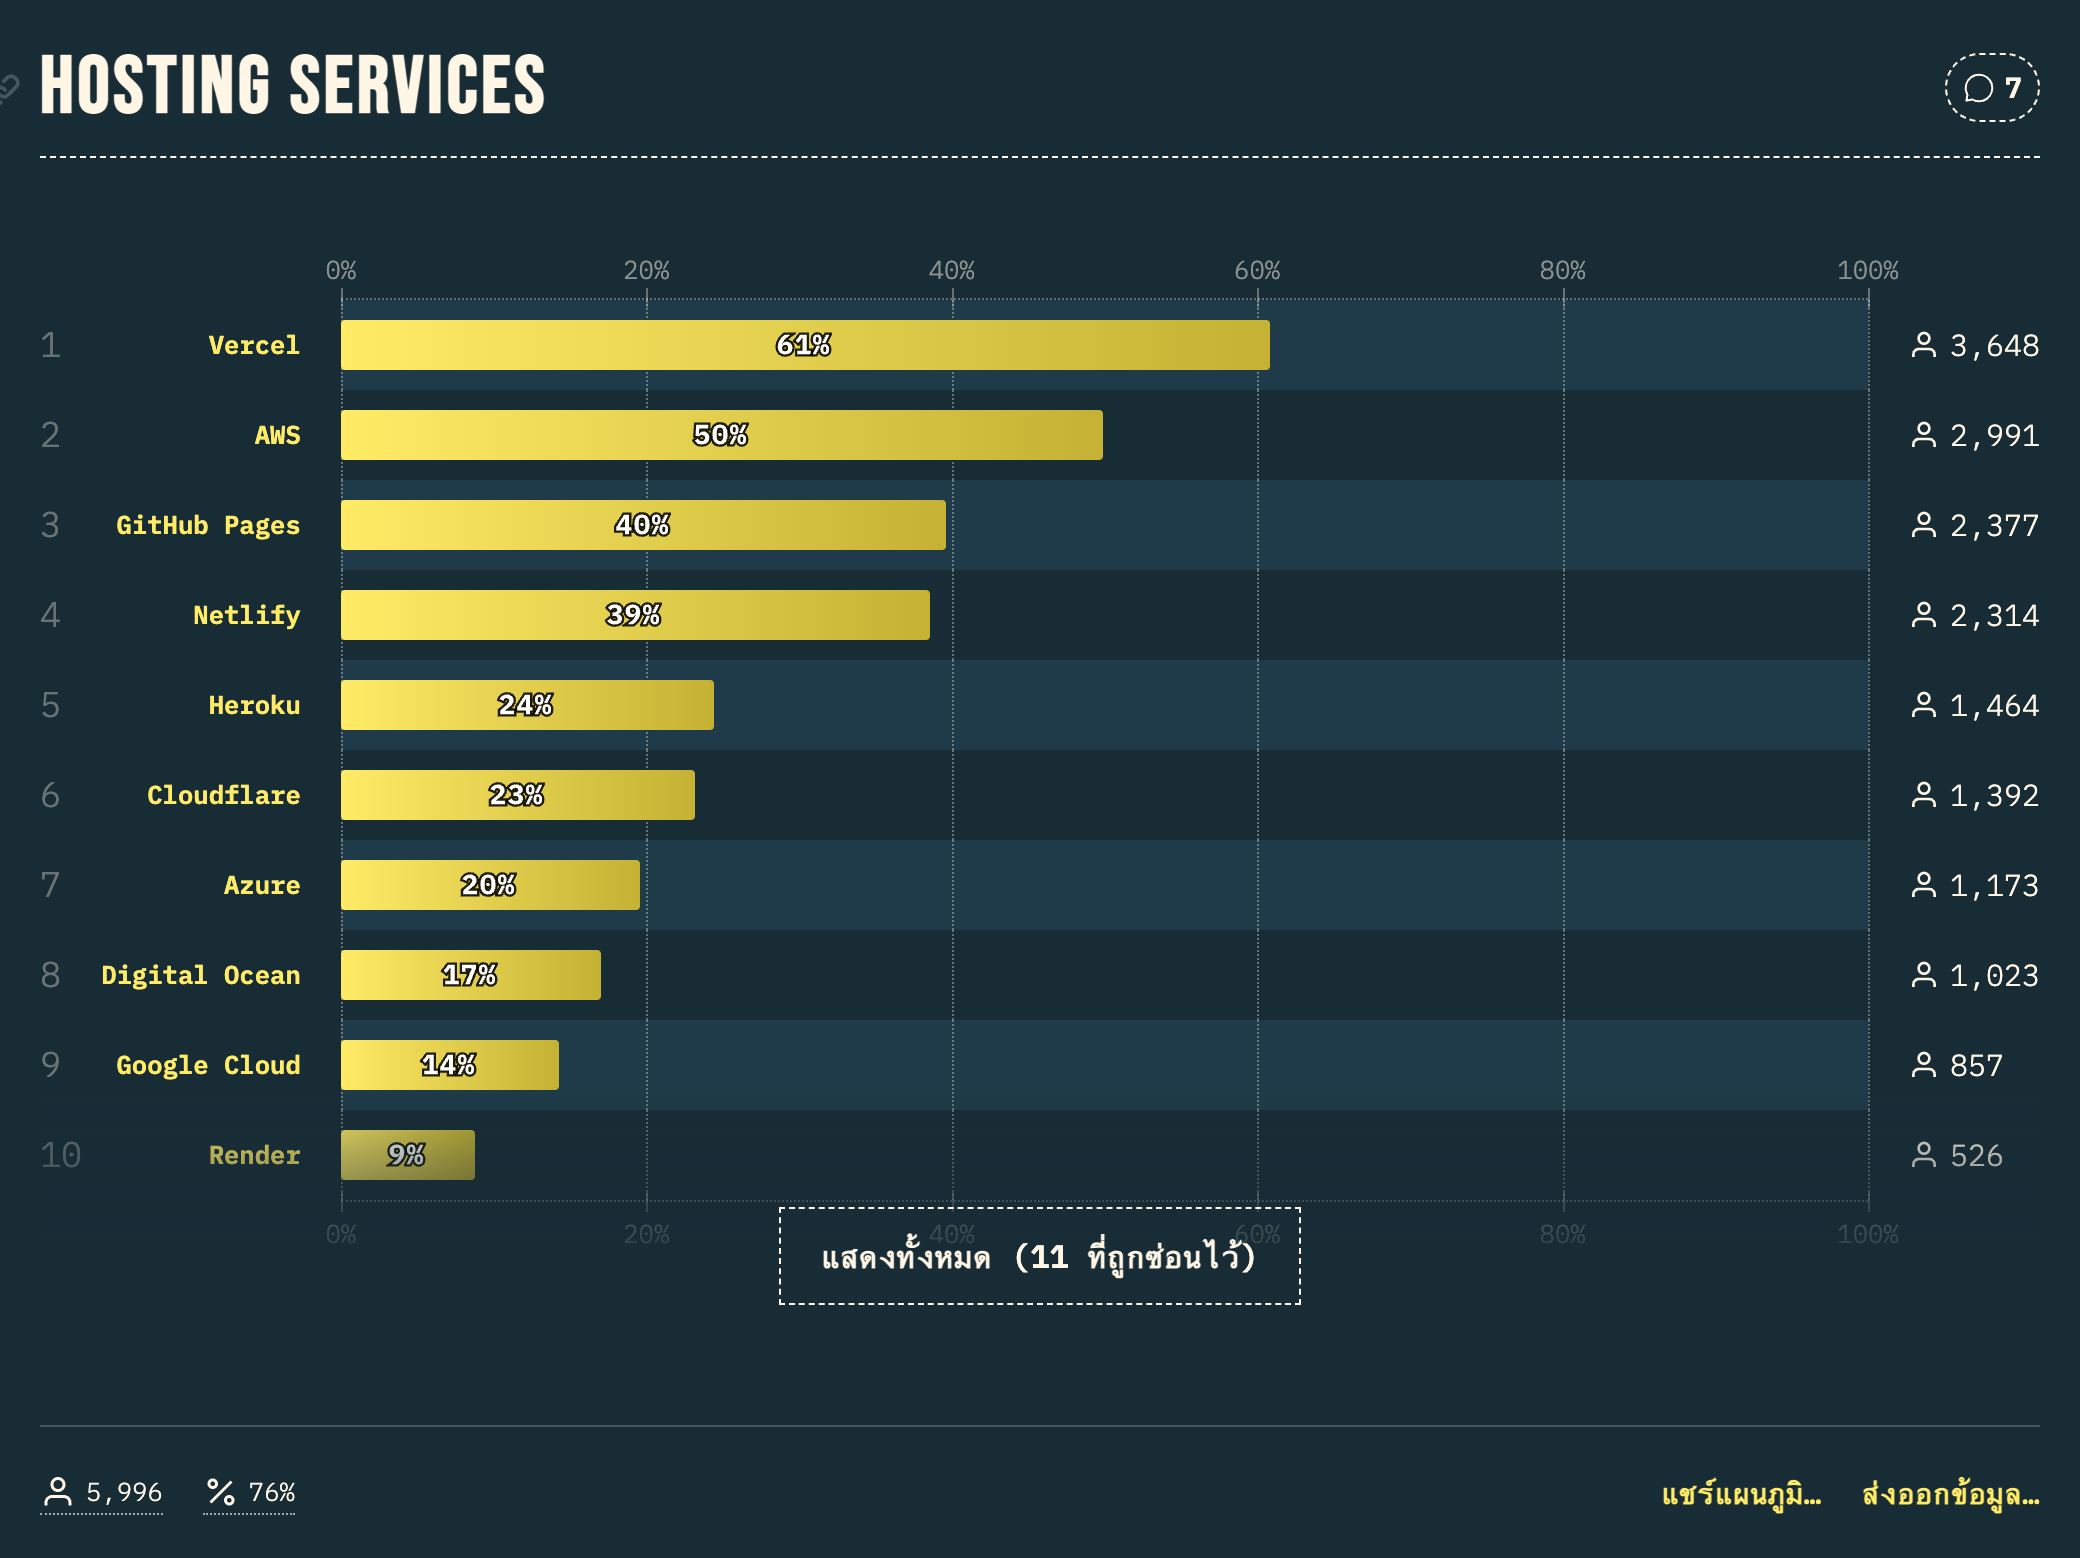 HOSTING SERVICES
7
0% 20% 40% 60% 80% 100%
1 Vercel 61% 3,648
2 AWS 50% 2,991
3 GitHub Pages 40% 2,377
4 Netlify 39% 2,314
5 Heroku 24% 1,464
6 Cloudflare 23% 1,392
7 Azure 20% 1,173
8 Digital Ocean 17% 1,023
9 Google Cloud 14% 857
10 Render 9% 526
0% 20% 40% 60% 80% 100%
แสดงทั้งหมด (11 ที่ถูกซ่อนไว้)
5,996 % 76% แชร์แผนภูมิ… ส่งออกข้อมูล…